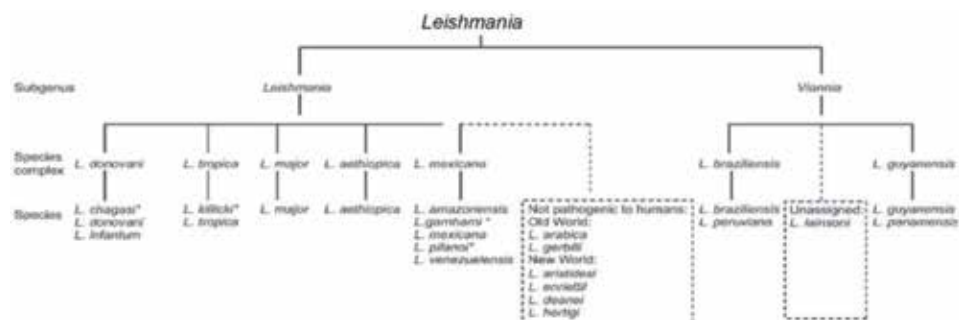 Leishmania
Subgenus Leishmania Viannia
Species complex L. donovani L. tropica L. major L. aethiopica L. mexicana L. braziliensis L. guyanensis
Species L. chagasi* L. killicki* L. major L. aethiopica L. amazonensis Not pathogenic to humans: L. braziliensis Unassigned: L. guyanensis
L. donovani L. tropica L. garnhami * Old World: L. peruviana L. lainsoni L. panamensis
L. infantum L. mexicana L. arabica
L. pifanoi* L. gerbilli
L. venezuelensis New World:
L. aristidesi
L. enriettii
L. deanei
L. hertigi